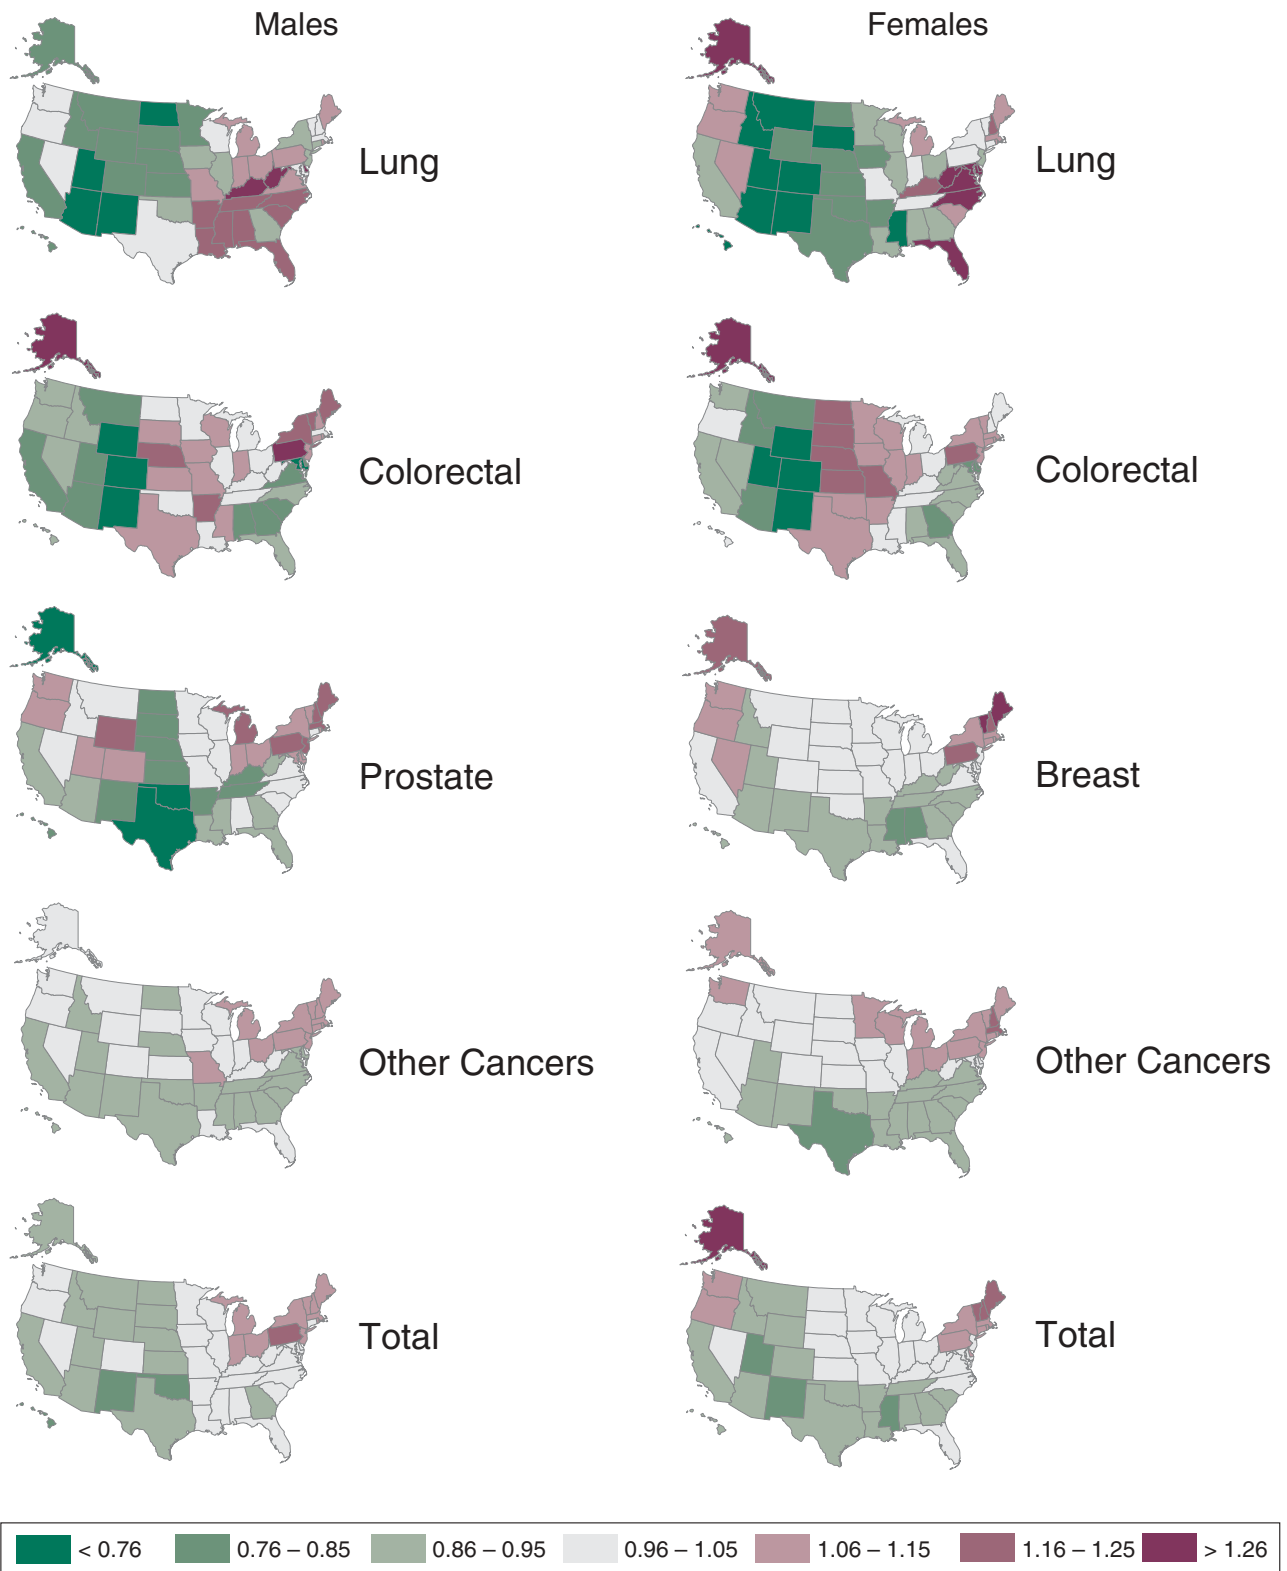 Males
Females
Lung
Lung
Colorectal
Colorectal
Prostate
Breast
Other Cancers
Other Cancers
Total
Total
< 0.76
0.76 – 0.85
0.86 – 0.95
0.96 – 1.05
1.06 – 1.15
1.16 – 1.25
> 1.26